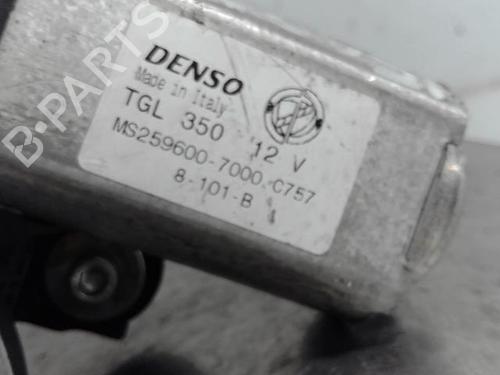 B-PARTS
DENSO
Made in Italy
TGL 350 12 V
MS259600-7000 C757
8-101-B